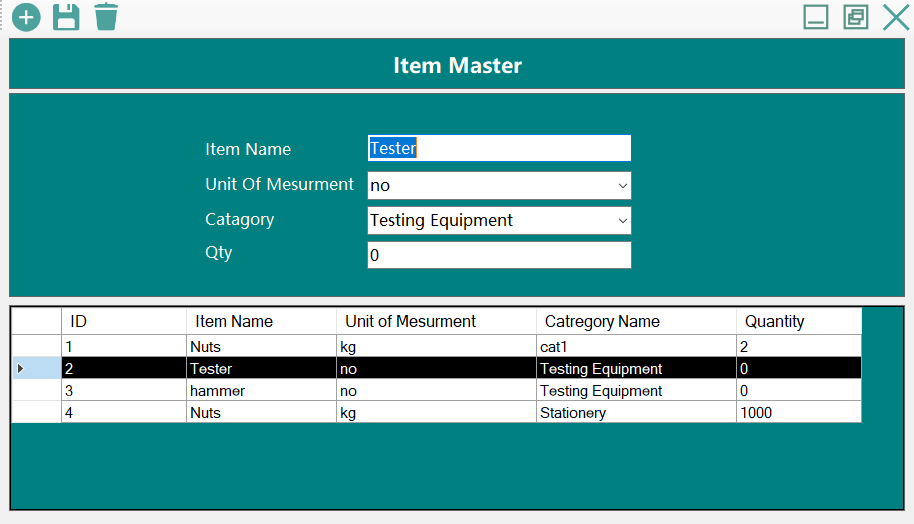 Item Master
Item Name Tester
Unit Of Mesurment no
Catagory Testing Equipment
Qty 0
ID Item Name Unit of Mesurment Catregory Name Quantity
1 Nuts kg cat1 2
2 Tester no Testing Equipment 0
3 hammer no Testing Equipment 0
4 Nuts kg Stationery 1000